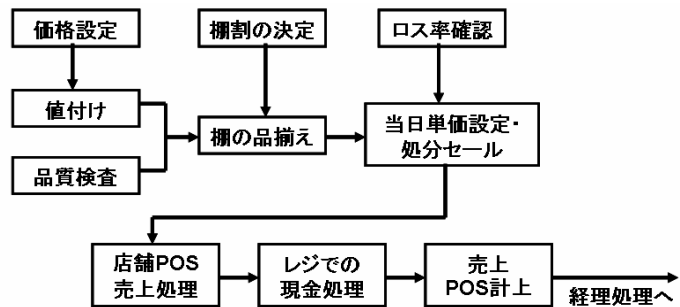 価格設定
棚割の決定
ロス率確認
値付け
棚の品揃え
当日単価設定・
処分セール
品質検査
店舗POS
売上処理
レジでの
現金処理
売上
POS計上
経理処理へ